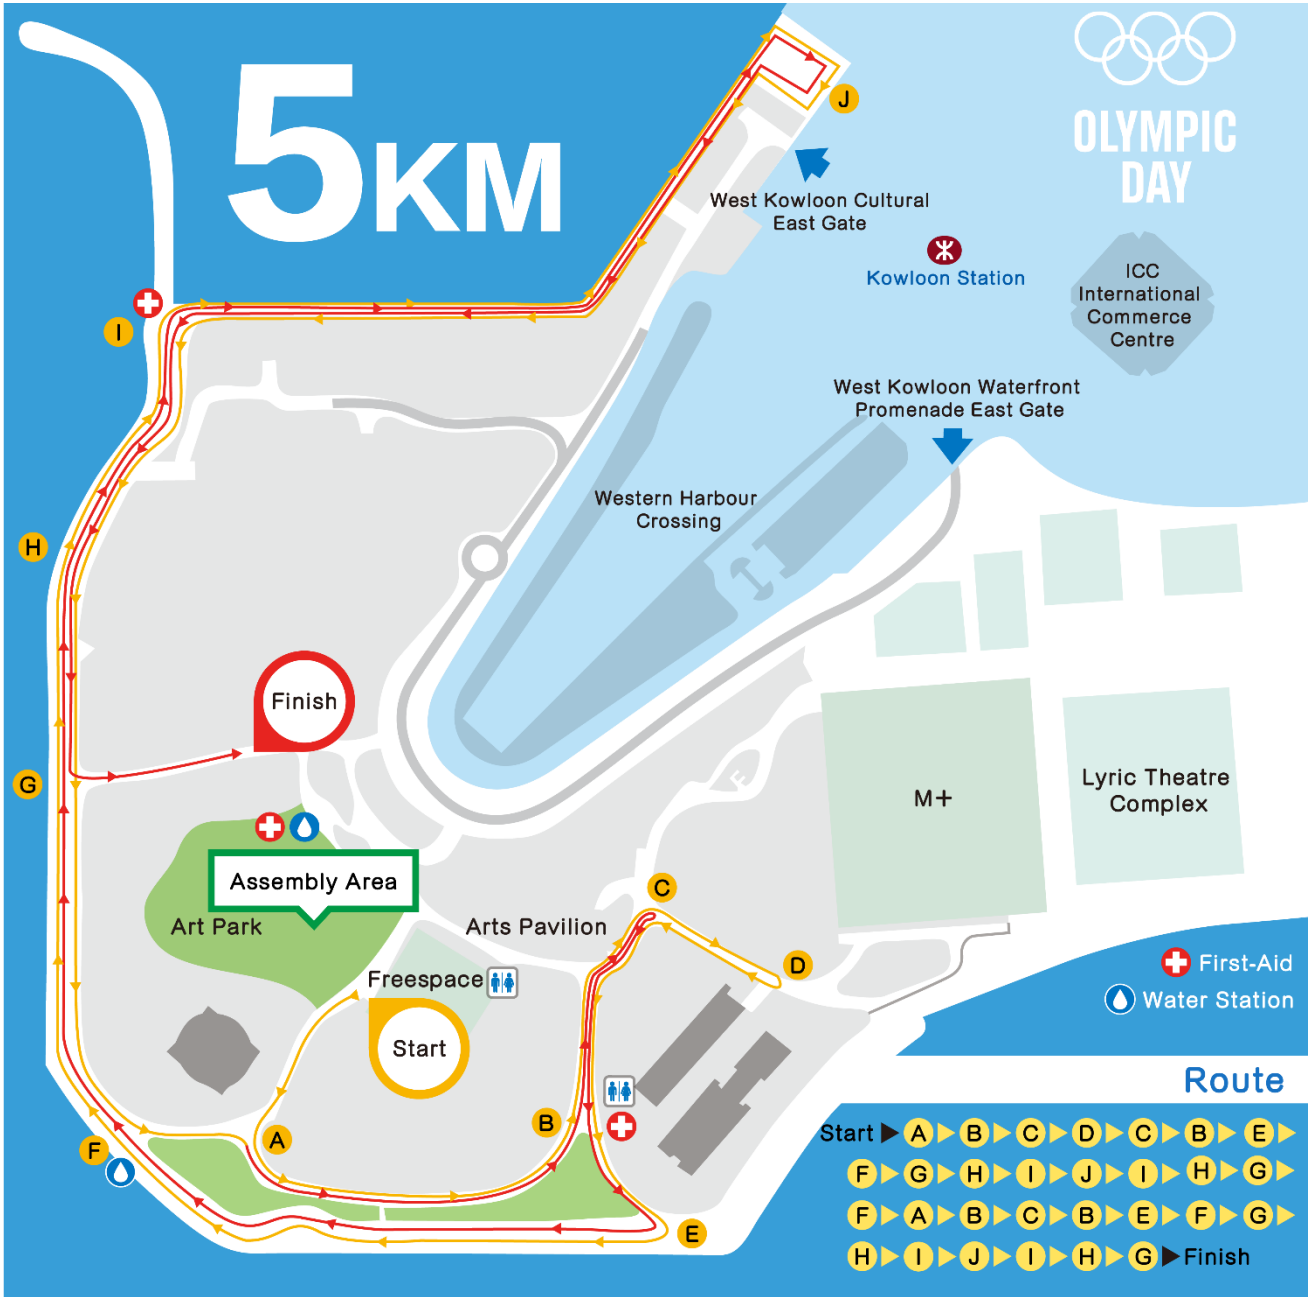 5KM
OLYMPIC
DAY
J
West Kowloon Cultural
East Gate
Kowloon Station
ICC
International
Commerce
Centre
I
West Kowloon Waterfront
Promenade East Gate
Western Harbour
Crossing
H
Finish
G
M+
Lyric Theatre
Complex
Assembly Area
C
Art Park
Arts Pavilion
D
Freespace
First-Aid
Water Station
Start
Route
B
A
F
E
Start A B C D C B E
F G H I J I H G
F A B C B E F G
H I J I H G Finish